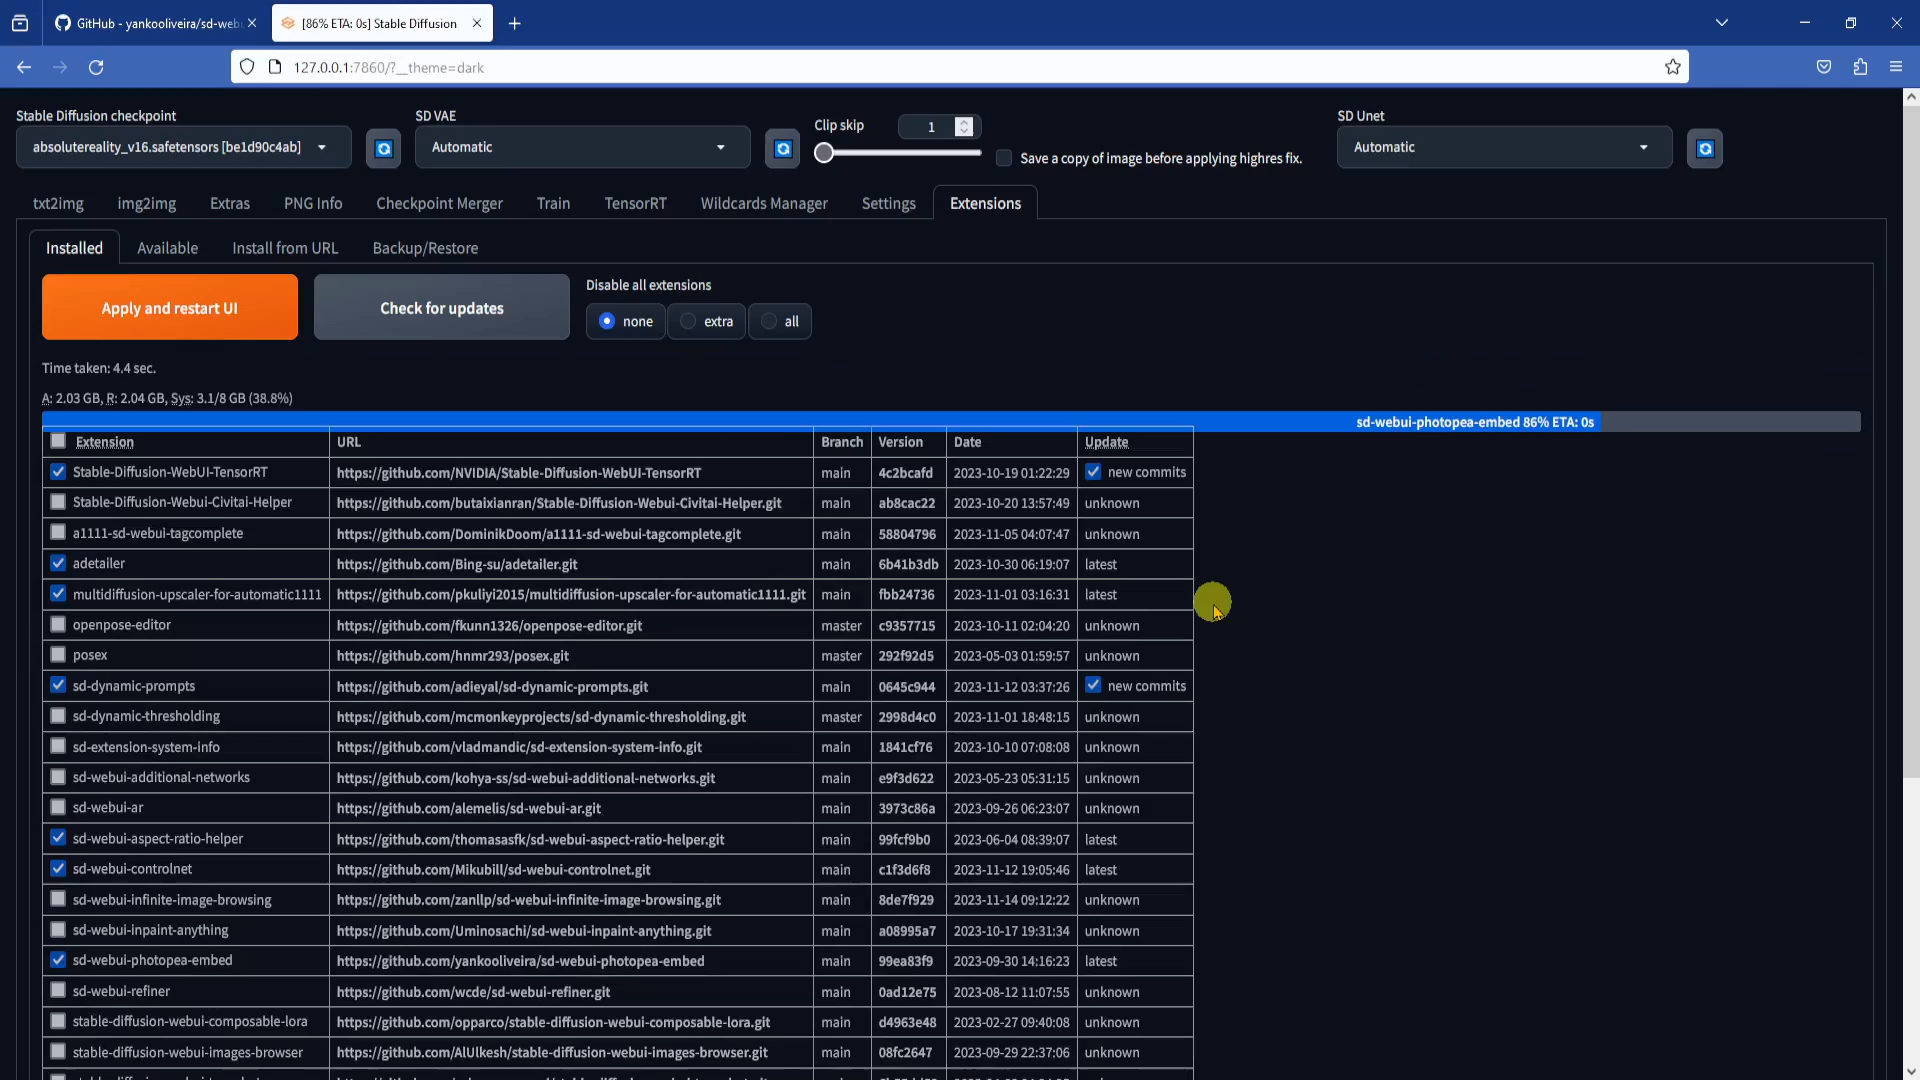 GitHub - yankooliveira/sd-web
[86% ETA: 0s] Stable Diffusion
127.0.0.1:7860/?__theme=dark
Stable Diffusion checkpoint
absolutereality_v16.safetensors [be1d90c4ab]
SD VAE
Automatic
Clip skip
1
Save a copy of image before applying highres fix.
SD Unet
Automatic
txt2img img2img Extras PNG Info Checkpoint Merger Train TensorRT Wildcards Manager Settings Extensions
Installed Available Install from URL Backup/Restore
Apply and restart UI
Check for updates
Disable all extensions
none extra all
Time taken: 4.4 sec.
A: 2.03 GB, R: 2.04 GB, Sys: 3.1/8 GB (38.8%)
sd-webui-photopea-embed 86% ETA: 0s
Extension URL Branch Version Date Update
Stable-Diffusion-WebUI-TensorRT https://github.com/NVIDIA/Stable-Diffusion-WebUI-TensorRT main 4c2bcafd 2023-10-19 01:22:29 new commits
Stable-Diffusion-Webui-Civitai-Helper https://github.com/butaixianran/Stable-Diffusion-Webui-Civitai-Helper.git main ab8cac22 2023-10-20 13:57:49 unknown
a1111-sd-webui-tagcomplete https://github.com/DominikDoom/a1111-sd-webui-tagcomplete.git main 58804796 2023-11-05 04:07:47 unknown
adetailer https://github.com/Bing-su/adetailer.git main 6b41b3db 2023-10-30 06:19:07 latest
multidiffusion-upscaler-for-automatic1111 https://github.com/pkuliyi2015/multidiffusion-upscaler-for-automatic1111.git main fbb24736 2023-11-01 03:16:31 latest
openpose-editor https://github.com/fkunn1326/openpose-editor.git master c9357715 2023-10-11 02:04:20 unknown
posex https://github.com/hnmr293/posex.git master 292f92d5 2023-05-03 01:59:57 unknown
sd-dynamic-prompts https://github.com/adieyal/sd-dynamic-prompts.git main 0645c944 2023-11-12 03:37:26 new commits
sd-dynamic-thresholding https://github.com/mcmonkeyprojects/sd-dynamic-thresholding.git master 2998d4c0 2023-11-01 18:48:15 unknown
sd-extension-system-info https://github.com/vladmandic/sd-extension-system-info.git main 1841cf76 2023-10-10 07:08:08 unknown
sd-webui-additional-networks https://github.com/kohya-ss/sd-webui-additional-networks.git main e9f3d622 2023-05-23 05:31:15 unknown
sd-webui-ar https://github.com/alemelis/sd-webui-ar.git main 3973c86a 2023-09-26 06:23:07 unknown
sd-webui-aspect-ratio-helper https://github.com/thomasasfk/sd-webui-aspect-ratio-helper.git main 99fcf9b0 2023-06-04 08:39:07 latest
sd-webui-controlnet https://github.com/Mikubill/sd-webui-controlnet.git main c1f3d6f8 2023-11-12 19:05:46 latest
sd-webui-infinite-image-browsing https://github.com/zanllp/sd-webui-infinite-image-browsing.git main 8de7f929 2023-11-14 09:12:22 unknown
sd-webui-inpaint-anything https://github.com/Uminosachi/sd-webui-inpaint-anything.git main a08995a7 2023-10-17 19:31:34 unknown
sd-webui-photopea-embed https://github.com/yankooliveira/sd-webui-photopea-embed main 99ea83f9 2023-09-30 14:16:23 latest
sd-webui-refiner https://github.com/wcde/sd-webui-refiner.git main 0ad12e75 2023-08-12 11:07:55 unknown
stable-diffusion-webui-composable-lora https://github.com/opparco/stable-diffusion-webui-composable-lora.git main d4963e48 2023-02-27 09:40:08 unknown
stable-diffusion-webui-images-browser https://github.com/AlUlkesh/stable-diffusion-webui-images-browser.git main 08fc2647 2023-09-29 22:37:06 unknown